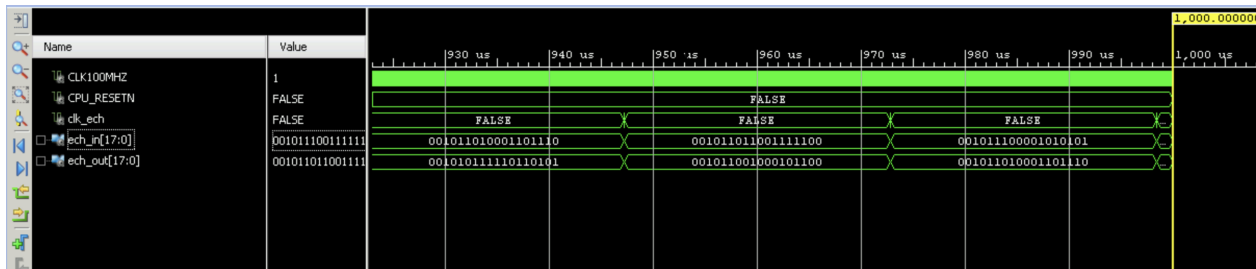 1,000.000000
Name Value
930 us 940 us 950 us 960 us 970 us 980 us 990 us 1,000 us
CLK100MHZ 1
CPU_RESETN FALSE FALSE
clk_ech FALSE FALSE FALSE FALSE
ech_in[17:0] 001011100111111 001011010001101110 001011011001111100 001011100001010101
ech_out[17:0] 001011011001111 001010111110110101 001011001000101100 001011010001101110